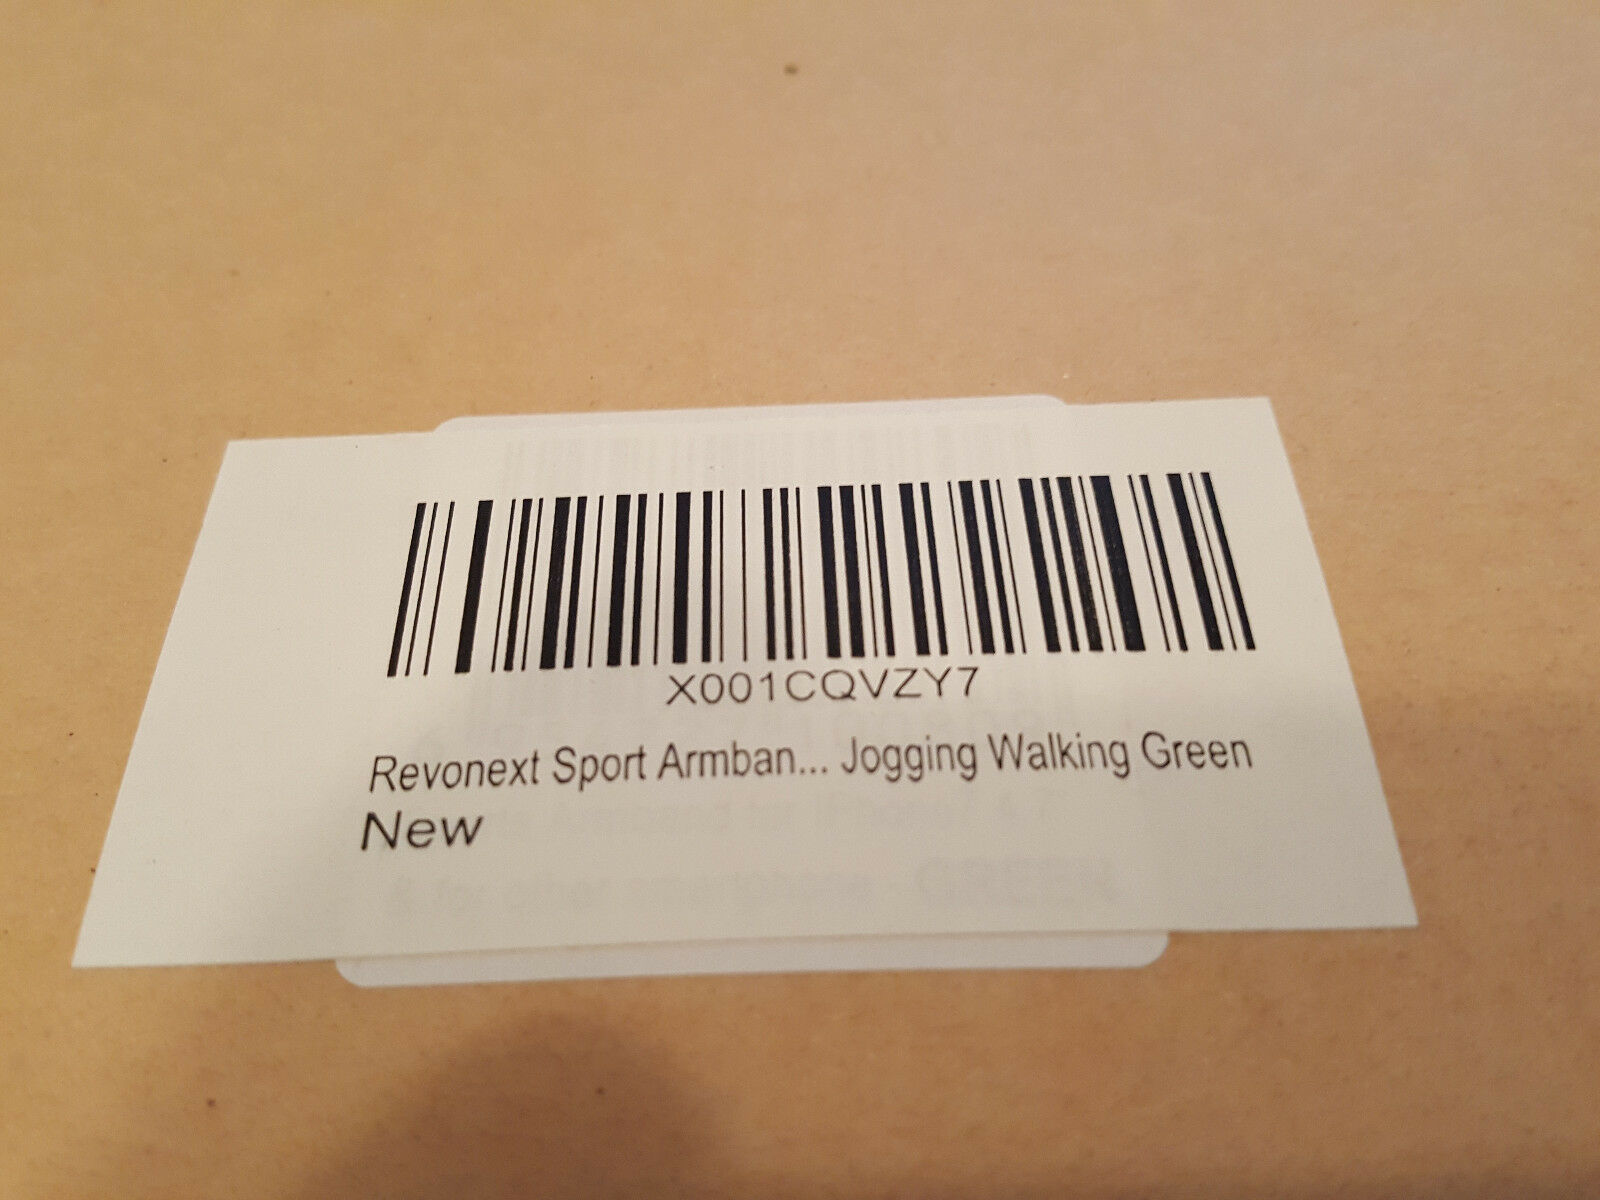 X001CQVZY7
Revonext Sport Armban... Jogging Walking Green
New